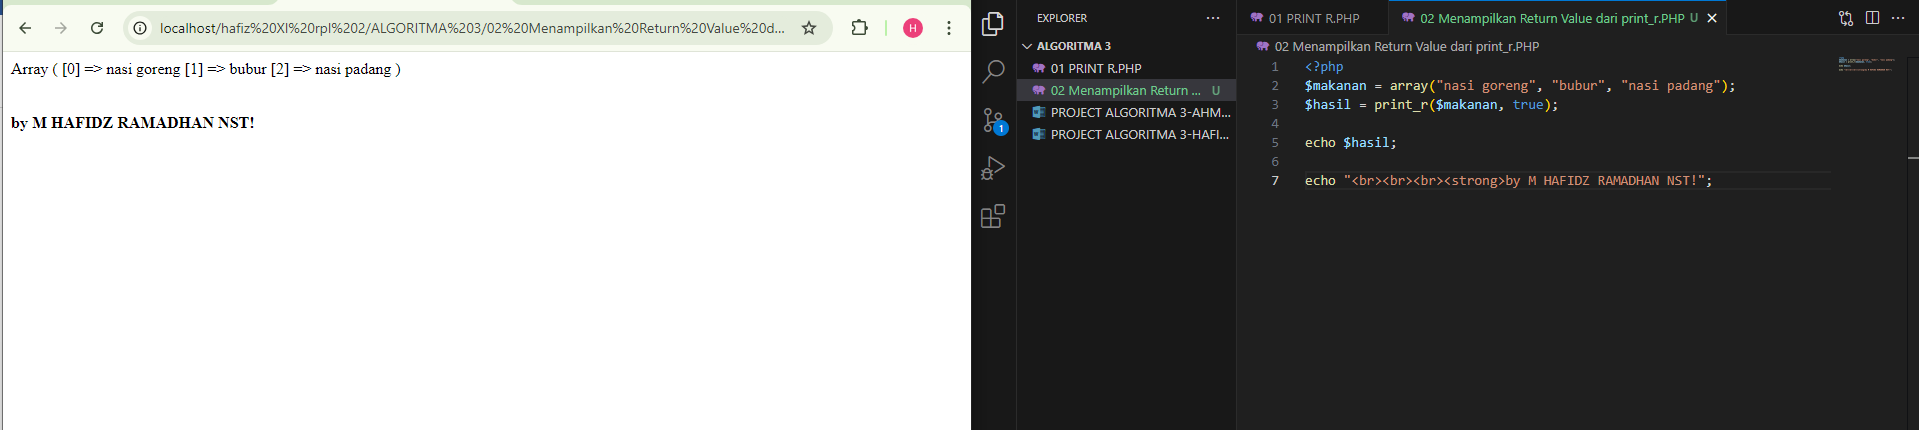 localhost/hafiz%20XI%20rpl%202/ALGORITMA%203/02%20Menampilkan%20Return%20Value%20d...
H
Array ( [0] => nasi goreng [1] => bubur [2] => nasi padang )
by M HAFIDZ RAMADHAN NST!
1
EXPLORER
ALGORITMA 3
01 PRINT R.PHP
02 Menampilkan Return ... U
PROJECT ALGORITMA 3-AHM...
PROJECT ALGORITMA 3-HAFI...
01 PRINT R.PHP
02 Menampilkan Return Value dari print_r.PHP U
02 Menampilkan Return Value dari print_r.PHP
1 <?php
2 $makanan = array("nasi goreng", "bubur", "nasi padang");
3 $hasil = print_r($makanan, true);
4
5 echo $hasil;
6
7 echo "<br><br><br><strong>by M HAFIDZ RAMADHAN NST!";